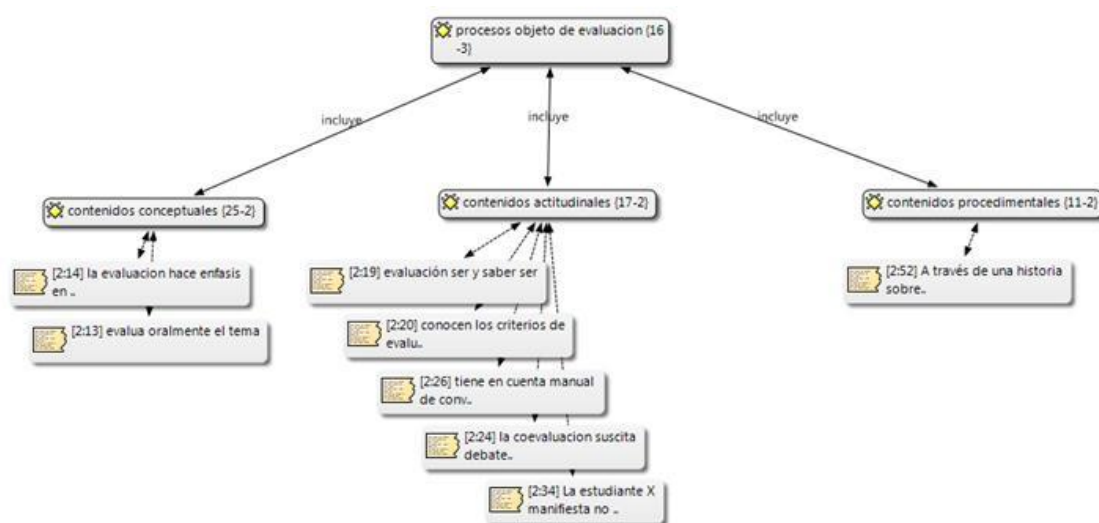 procesos objeto de evaluacion {16
-3}
incluye
incluye
incluye
contenidos conceptuales {25-2}
contenidos actitudinales {17-2}
contenidos procedimentales {11-2}
[2:14] la evaluacion hace enfasis
en ..
[2:13] evalua oralmente el tema
[2:19] evaluación ser y saber ser
[2:20] conocen los criterios de
evalu..
[2:26] tiene en cuenta manual
de conv..
[2:24] la coevaluacion suscita
debate..
[2:34] La estudiante X
manifiesta no ..
[2:52] A través de una historia
sobre..